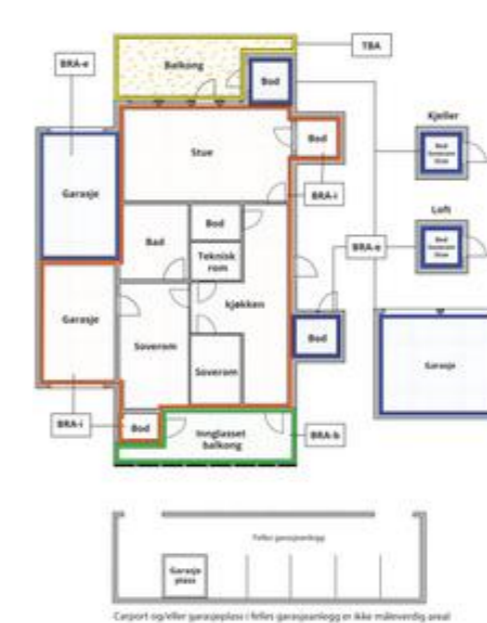 TBA
BRA-e
Balkong
Bod
Kjeller
Bod
Stue
Bod
Garasje
BRA-i
Loft
Bod
Bad
Teknisk
rom
BRA-e
Garasje
kjøkken
Soverom
Bod
Garasje
Soverom
BRA-i
Bod
Innglasset
balkong
BRA-b
Felles garasjeanlegg
Garasje
plass
Carport og/eller garasjeplass i felles garasjeanlegg er ikke måleverdig areal